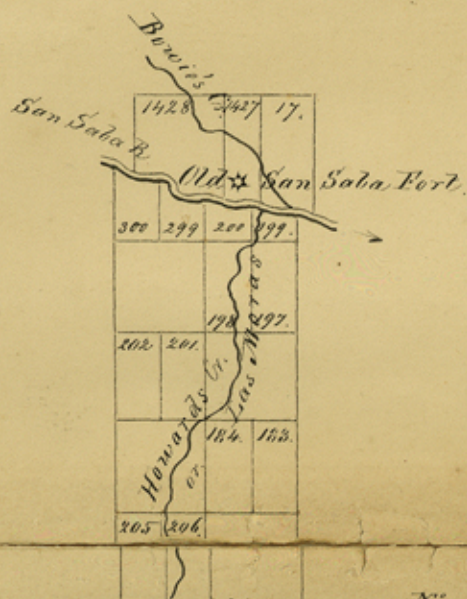 Bowie's C.
1428
1427
17.
San Saba R
Old San Saba Fort.
300
299
200
199.
198
197.
202
201.
Howards Cr.
or
Las Moras
184.
183.
205
206.